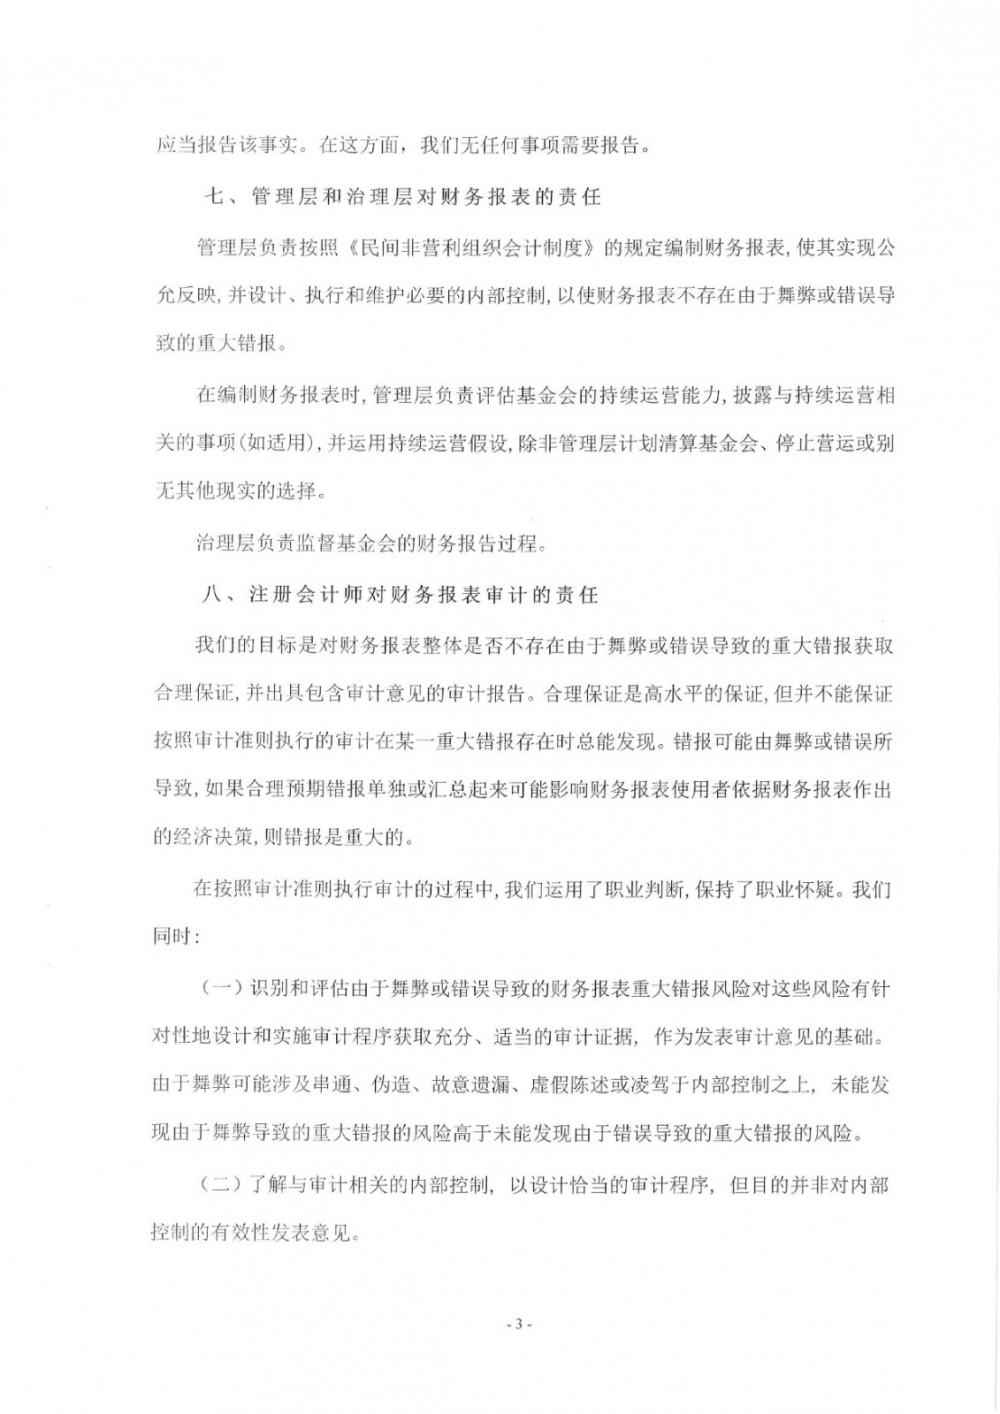 应当报告该事实。在这方面，我们无任何事项需要报告。
七、管理层和治理层对财务报表的责任
管理层负责按照《民间非营利组织会计制度》的规定编制财务报表,使其实现公
允反映,并设计、执行和维护必要的内部控制,以使财务报表不存在由于舞弊或错误导
致的重大错报。
在编制财务报表时,管理层负责评估基金会的持续运营能力,披露与持续运营相
关的事项(如适用),并运用持续运营假设,除非管理层计划清算基金会、停止营运或别
无其他现实的选择。
治理层负责监督基金会的财务报告过程。
八、注册会计师对财务报表审计的责任
我们的目标是对财务报表整体是否不存在由于舞弊或错误导致的重大错报获取
合理保证,并出具包含审计意见的审计报告。合理保证是高水平的保证,但并不能保证
按照审计准则执行的审计在某一重大错报存在时总能发现。错报可能由舞弊或错误所
导致,如果合理预期错报单独或汇总起来可能影响财务报表使用者依据财务报表作出
的经济决策,则错报是重大的。
在按照审计准则执行审计的过程中,我们运用了职业判断,保持了职业怀疑。我们
同时:
（一）识别和评估由于舞弊或错误导致的财务报表重大错报风险对这些风险有针
对性地设计和实施审计程序获取充分、适当的审计证据，作为发表审计意见的基础。
由于舞弊可能涉及串通、伪造、故意遗漏、虚假陈述或凌驾于内部控制之上，未能发
现由于舞弊导致的重大错报的风险高于未能发现由于错误导致的重大错报的风险。
（二）了解与审计相关的内部控制，以设计恰当的审计程序，但目的并非对内部
控制的有效性发表意见。
- 3 -